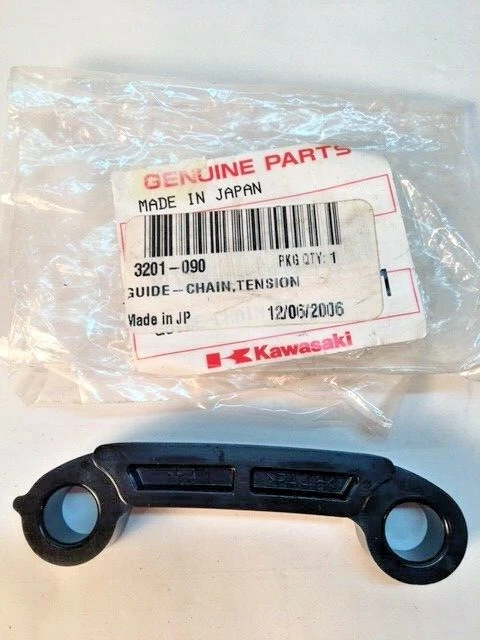 GENUINE PARTS
MADE IN JAPAN
3201-090 PKG QTY: 1
GUIDE-CHAIN,TENSION
Made in JP 12/06/2006
Kawasaki